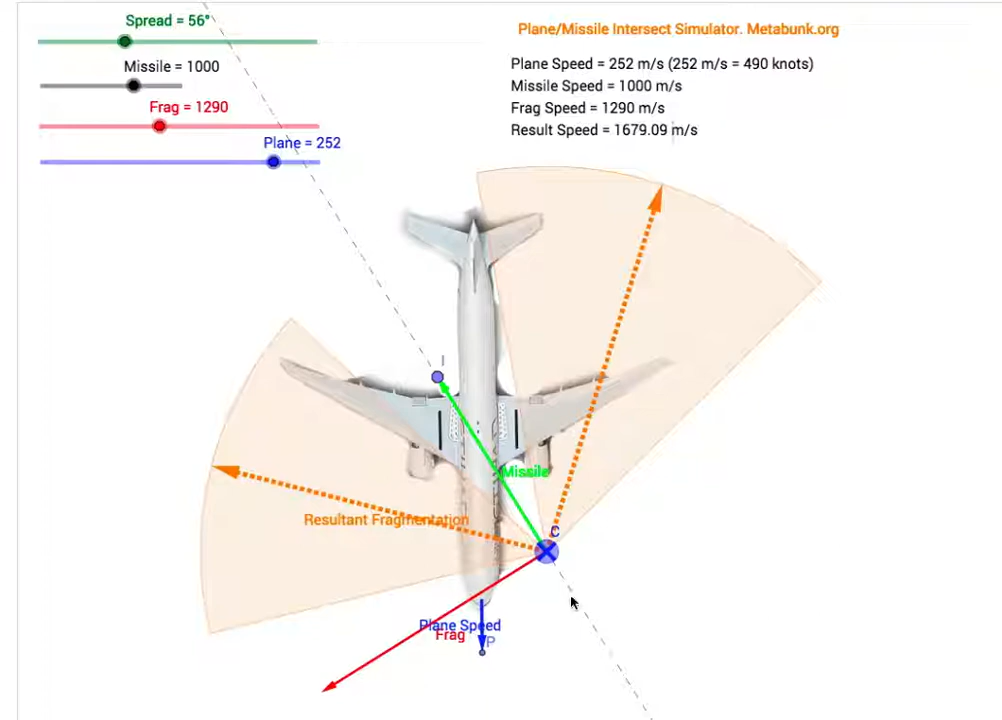 Spread = 56°
Missile = 1000
Frag = 1290
Plane = 252
Plane/Missile Intersect Simulator. Metabunk.org
Plane Speed = 252 m/s (252 m/s = 490 knots)
Missile Speed = 1000 m/s
Frag Speed = 1290 m/s
Result Speed = 1679.09 m/s
I
Missile
Resultant Fragmentation
C
Plane Speed
Frag
P